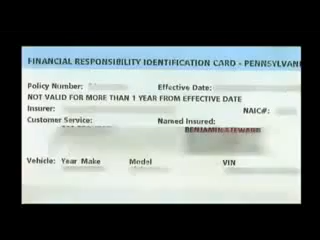 FINANCIAL RESPONSIBILITY IDENTIFICATION CARD - PENNSYLVAN
Policy Number: Effective Date:
NOT VALID FOR MORE THAN 1 YEAR FROM EFFECTIVE DATE
Insurer: NAIC#:
Customer Service: Named Insured:
BENJAMIN STEWARD
Vehicle: Year Make Model VIN